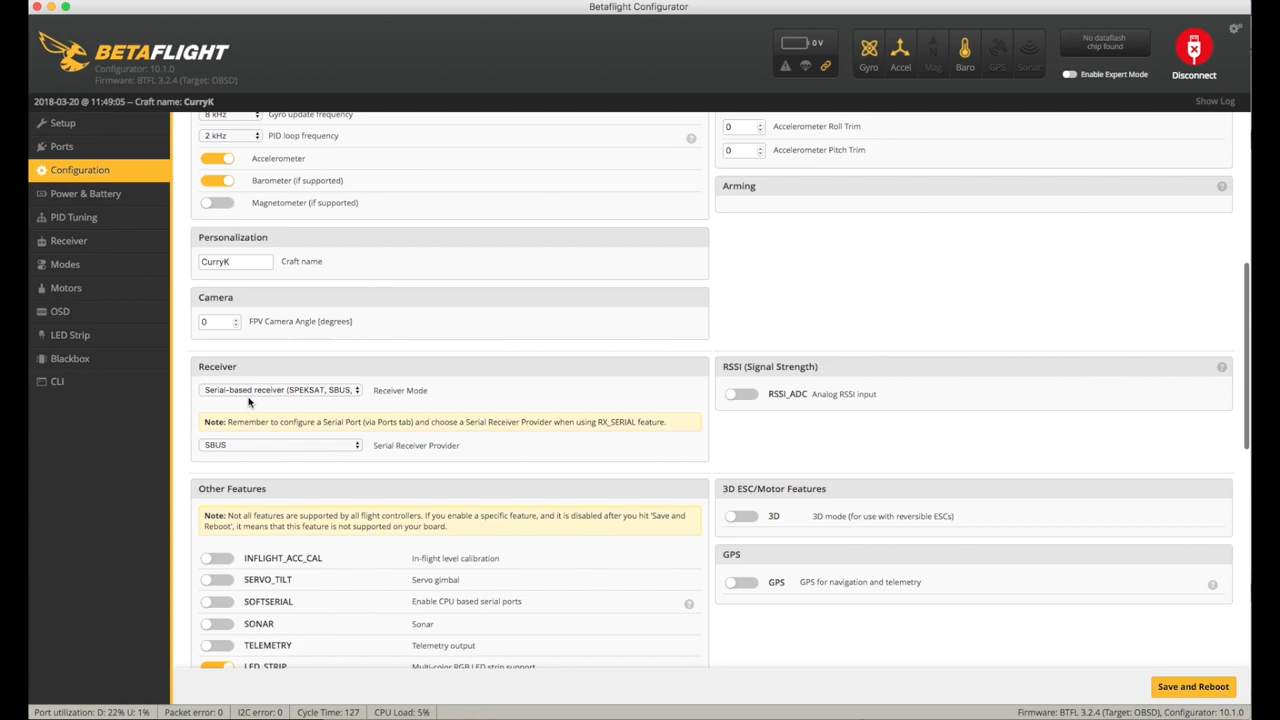 Betaflight Configurator
BETAFLIGHT
Configurator: 10.1.0
Firmware: BTFL 3.2.4 (Target: OBSD)
0 V
Gyro
Accel
Mag
Baro
GPS
Sonar
No dataflash
chip found
Enable Expert Mode
Disconnect
2018-03-20 @ 11:49:05 -- Craft name: CurryK
Show Log
Setup
Ports
Configuration
Power & Battery
PID Tuning
Receiver
Modes
Motors
OSD
LED Strip
Blackbox
CLI
8 kHz Gyro update frequency
2 kHz PID loop frequency
Accelerometer
Barometer (if supported)
Magnetometer (if supported)
0 Accelerometer Roll Trim
0 Accelerometer Pitch Trim
Arming
Personalization
CurryK Craft name
Camera
0 FPV Camera Angle [degrees]
Receiver
Serial-based receiver (SPEKSAT, SBUS, Receiver Mode
Note: Remember to configure a Serial Port (via Ports tab) and choose a Serial Receiver Provider when using RX_SERIAL feature.
SBUS Serial Receiver Provider
RSSI (Signal Strength)
RSSI_ADC Analog RSSI input
Other Features
Note: Not all features are supported by all flight controllers. If you enable a specific feature, and it is disabled after you hit 'Save and
Reboot', it means that this feature is not supported on your board.
INFLIGHT_ACC_CAL In-flight level calibration
SERVO_TILT Servo gimbal
SOFTSERIAL Enable CPU based serial ports
SONAR Sonar
TELEMETRY Telemetry output
LED_STRIP Multi-color RGB LED strip support
3D ESC/Motor Features
3D 3D mode (for use with reversible ESCs)
GPS
GPS GPS for navigation and telemetry
Save and Reboot
Port utilization: D: 22% U: 1% Packet error: 0 I2C error: 0 Cycle Time: 127 CPU Load: 5% Firmware: BTFL 3.2.4 (Target: OBSD), Configurator: 10.1.0